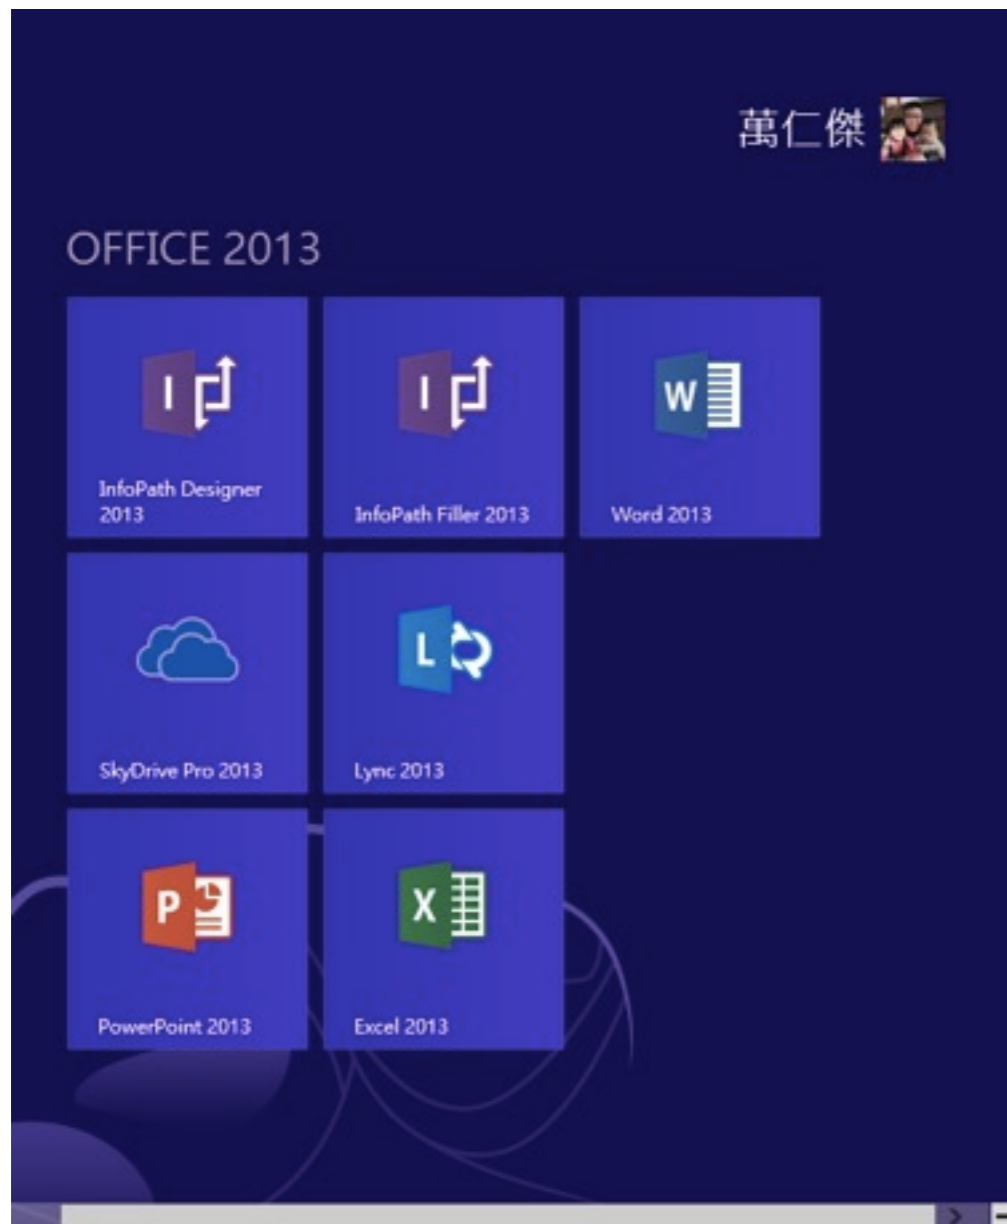 萬仁傑
OFFICE 2013
I
InfoPath Designer
2013
I
InfoPath Filler 2013
W
Word 2013
SkyDrive Pro 2013
L
Lync 2013
P
PowerPoint 2013
X
Excel 2013